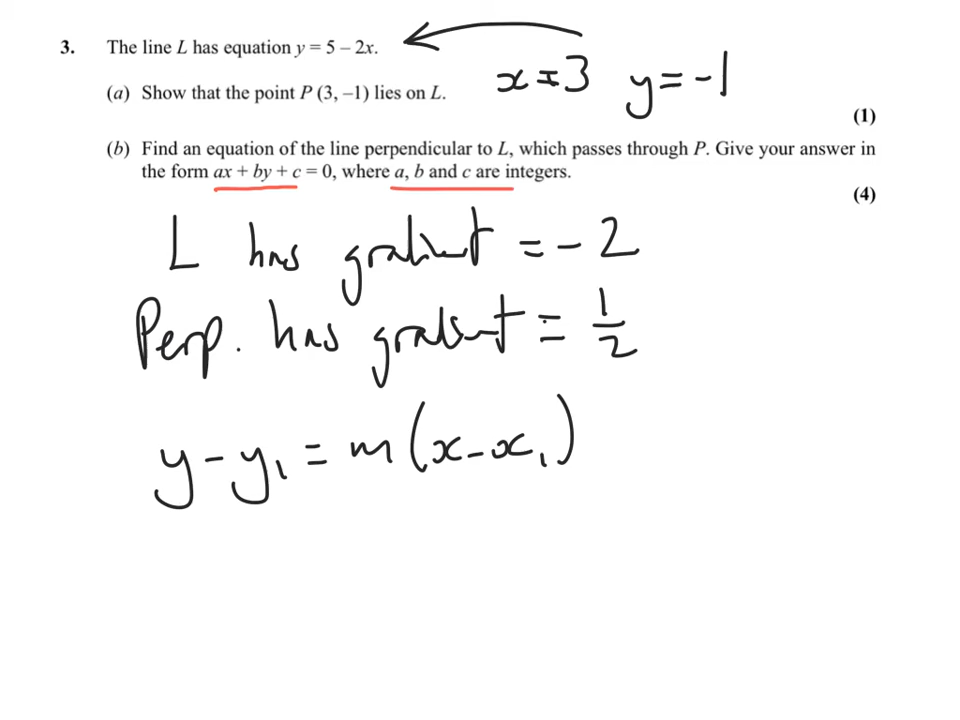 3. The line L has equation y = 5 – 2x.
x = 3 y = -1
(a) Show that the point P (3, –1) lies on L.
(1)
(b) Find an equation of the line perpendicular to L, which passes through P. Give your answer in
the form ax + by + c = 0, where a, b and c are integers.
(4)
L has gradient = - 2
Perp. has gradient = 1/2
y - y₁ = m(x - x₁)